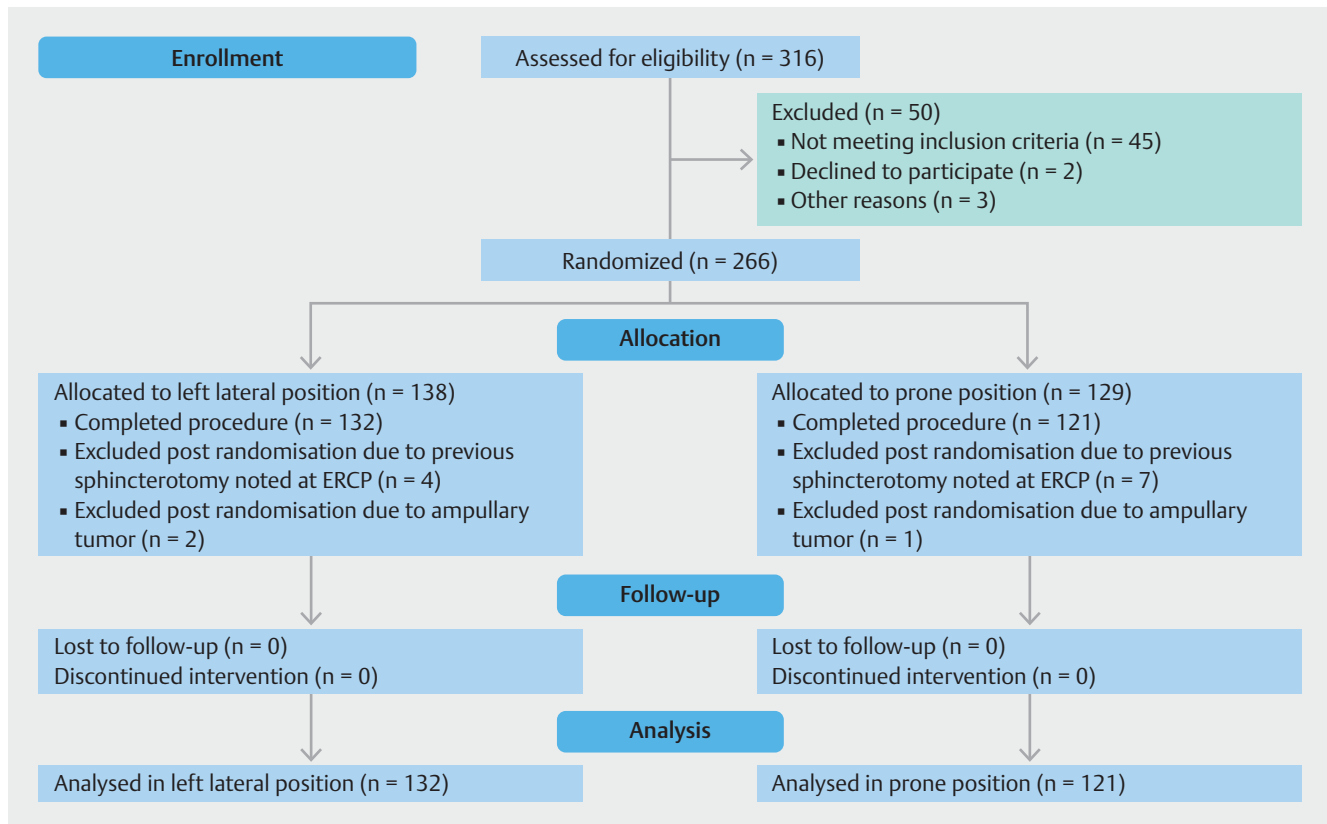 Enrollment
Assessed for eligibility (n = 316)
Excluded (n = 50)
▪ Not meeting inclusion criteria (n = 45)
▪ Declined to participate (n = 2)
▪ Other reasons (n = 3)
Randomized (n = 266)
Allocation
Allocated to left lateral position (n = 138)
▪ Completed procedure (n = 132)
▪ Excluded post randomisation due to previous
sphincterotomy noted at ERCP (n = 4)
▪ Excluded post randomisation due to ampullary
tumor (n = 2)
Allocated to prone position (n = 129)
▪ Completed procedure (n = 121)
▪ Excluded post randomisation due to previous
sphincterotomy noted at ERCP (n = 7)
▪ Excluded post randomisation due to ampullary
tumor (n = 1)
Follow-up
Lost to follow-up (n = 0)
Discontinued intervention (n = 0)
Lost to follow-up (n = 0)
Discontinued intervention (n = 0)
Analysis
Analysed in left lateral position (n = 132)
Analysed in prone position (n = 121)